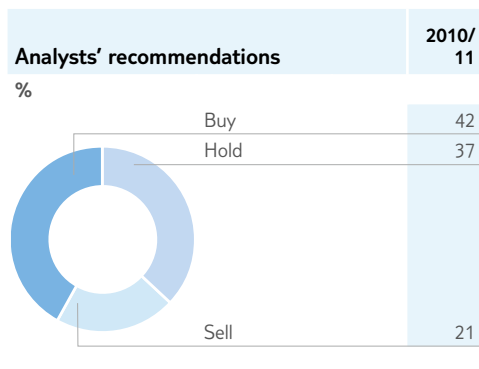 Analysts’ recommendations 2010/
11
%
Buy 42
Hold 37
Sell 21